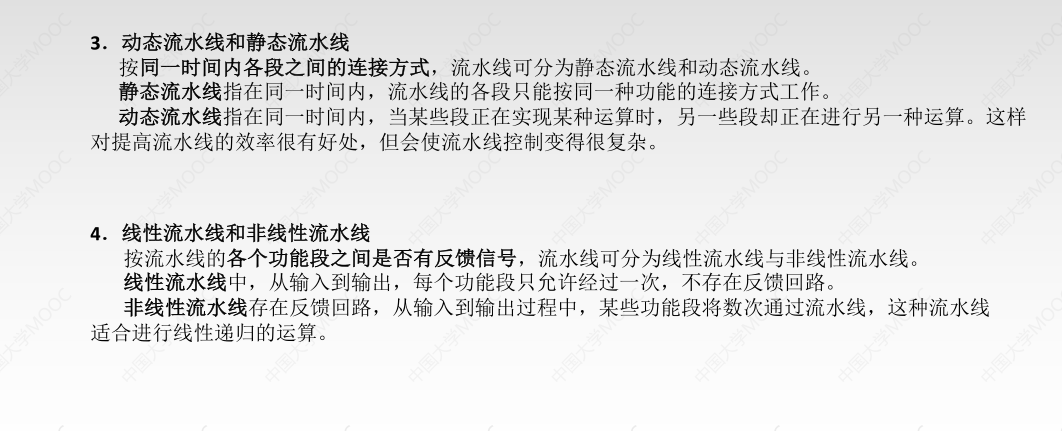 3．动态流水线和静态流水线
按同一时间内各段之间的连接方式，流水线可分为静态流水线和动态流水线。
静态流水线指在同一时间内，流水线的各段只能按同一种功能的连接方式工作。
动态流水线指在同一时间内，当某些段正在实现某种运算时，另一些段却正在进行另一种运算。这样
对提高流水线的效率很有好处，但会使流水线控制变得很复杂。
4．线性流水线和非线性流水线
按流水线的各个功能段之间是否有反馈信号，流水线可分为线性流水线与非线性流水线。
线性流水线中，从输入到输出，每个功能段只允许经过一次，不存在反馈回路。
非线性流水线存在反馈回路，从输入到输出过程中，某些功能段将数次通过流水线，这种流水线
适合进行线性递归的运算。
中国大学MOOC